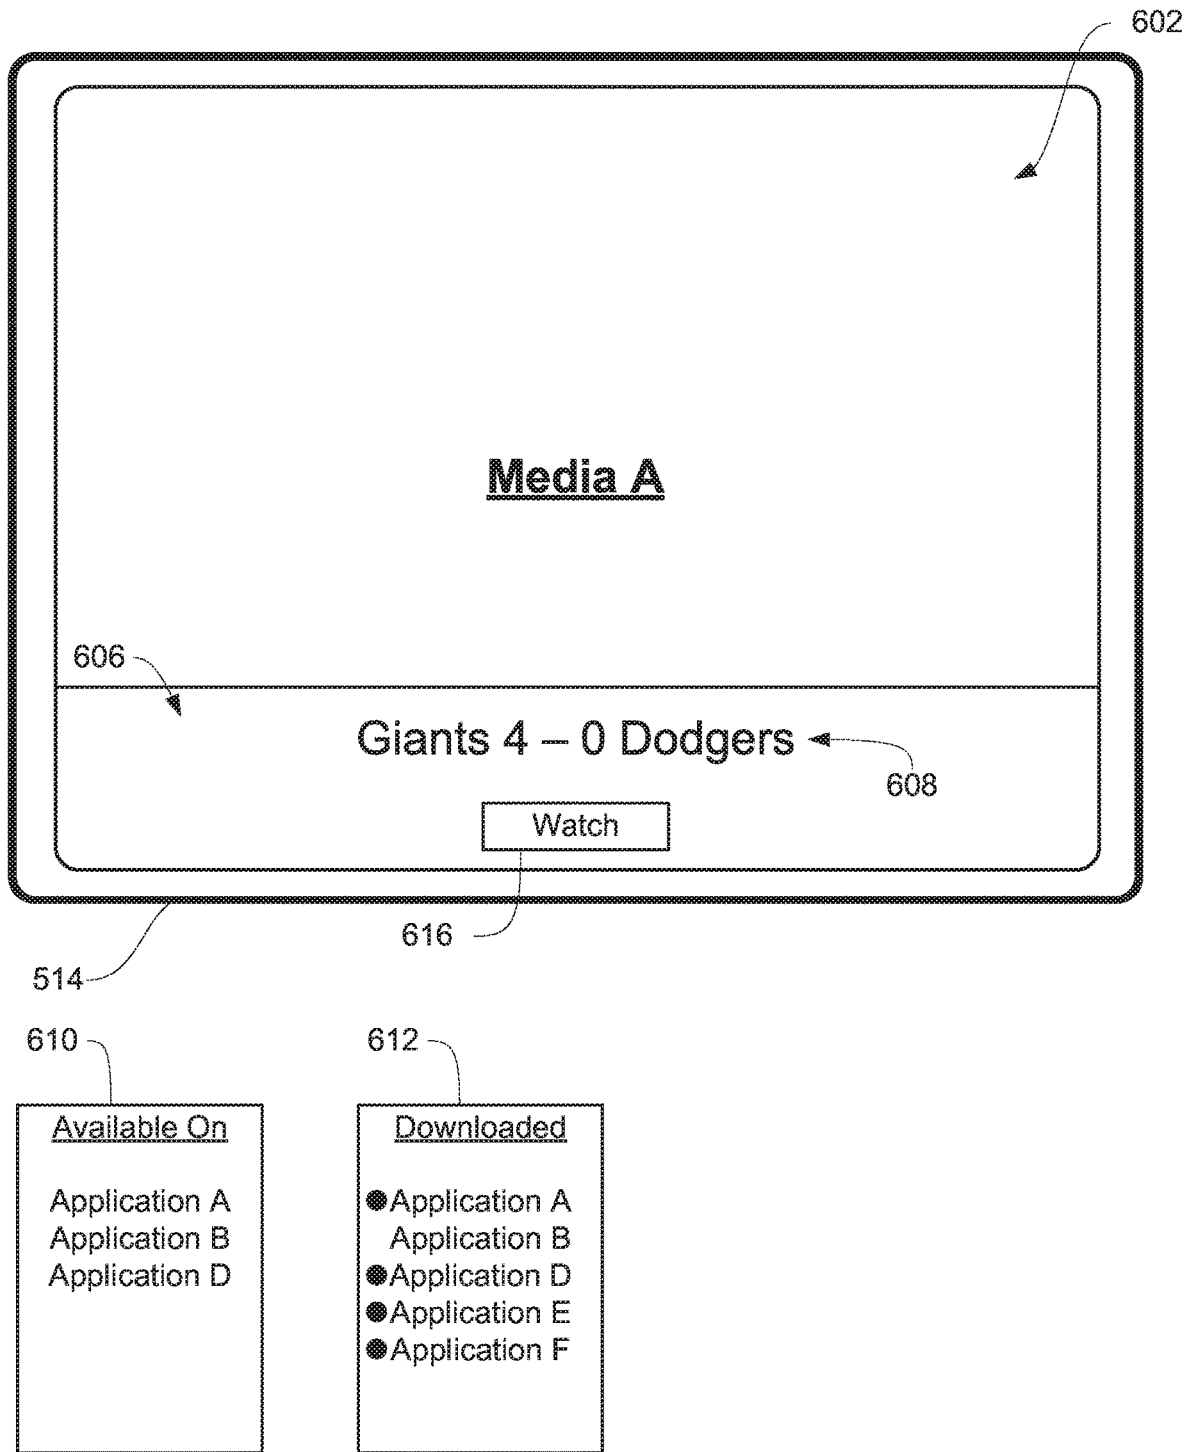 602
Media A
606
Giants 4 – 0 Dodgers
608
Watch
616
514
610
612
Available On
Application A
Application B
Application D
Downloaded
●Application A
Application B
●Application D
●Application E
●Application F